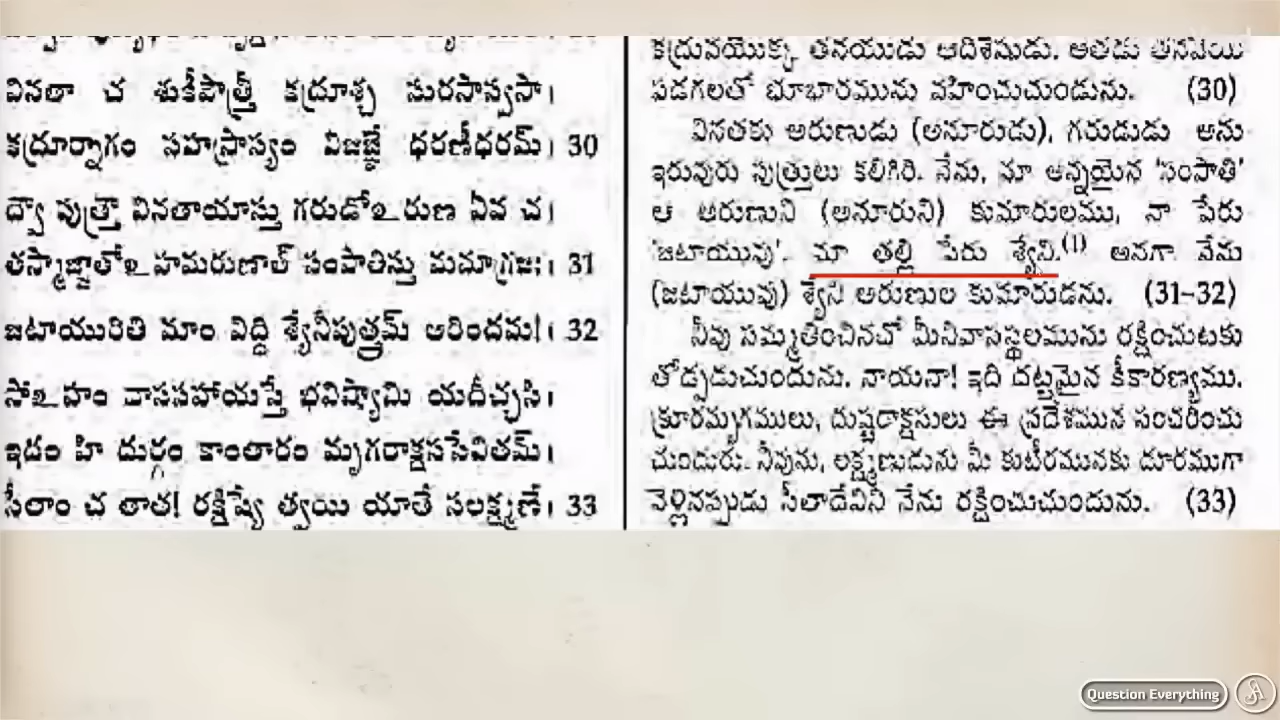 వినతా చ శుకీపౌత్రీ కద్రూశ్చ సురసాస్వసా।
కద్రూర్నాగం సహస్రాస్యం విజజ్ఞే ధరణీధరమ్। 30
ద్వౌ పుత్రౌ వినతాయాస్తు గరుడోఽరుణ ఏవ చ।
తస్మాజ్జాతోఽహమరుణాత్ సంపాతిస్తు మమాగ్రజః। 31
జటాయురితి మాం విద్ధి శ్యేనీపుత్రమ్ అరిందమ!। 32
సోఽహం వాససహాయస్తే భవిష్యామి యదీచ్ఛసి।
ఇదం హి దుర్గం కాంతారం మృగరాక్షససేవితమ్।
సీతాం చ తాత! రక్షిష్యే త్వయి యాతే సలక్ష్మణే। 33
కద్రువయొక్క తనయుడు ఆదిశేషుడు. అతడు తనవేయి
పడగలతో భూభారమును వహించుచుండును. (30)
వినతకు అరుణుడు (అనూరుడు), గరుడుడు అను
ఇరువురు పుత్రులు కలిగిరి. నేను, మా అన్నయైన 'సంపాతి'
ఆ అరుణుని (అనూరుని) కుమారులము, నా పేరు
'జటాయువు'. మా తల్లి పేరు శ్యేని.(1) అనగా నేను
(జటాయువు) శ్యేని అరుణుల కుమారుడను. (31-32)
నీవు సమ్మతించినచో మీనివాసస్థలమును రక్షించుటకు
తోడ్పడుచుందును. నాయనా! ఇది దట్టమైన కీకారణ్యము.
క్రూరమృగములు, దుష్టరాక్షసులు ఈ ప్రదేశమున సంచరించు
చుండురు. నీవును, లక్ష్మణుడును మీ కుటీరమునకు దూరముగా
వెళ్లినప్పుడు సీతాదేవిని నేను రక్షించుచుందును. (33)
Question Everything